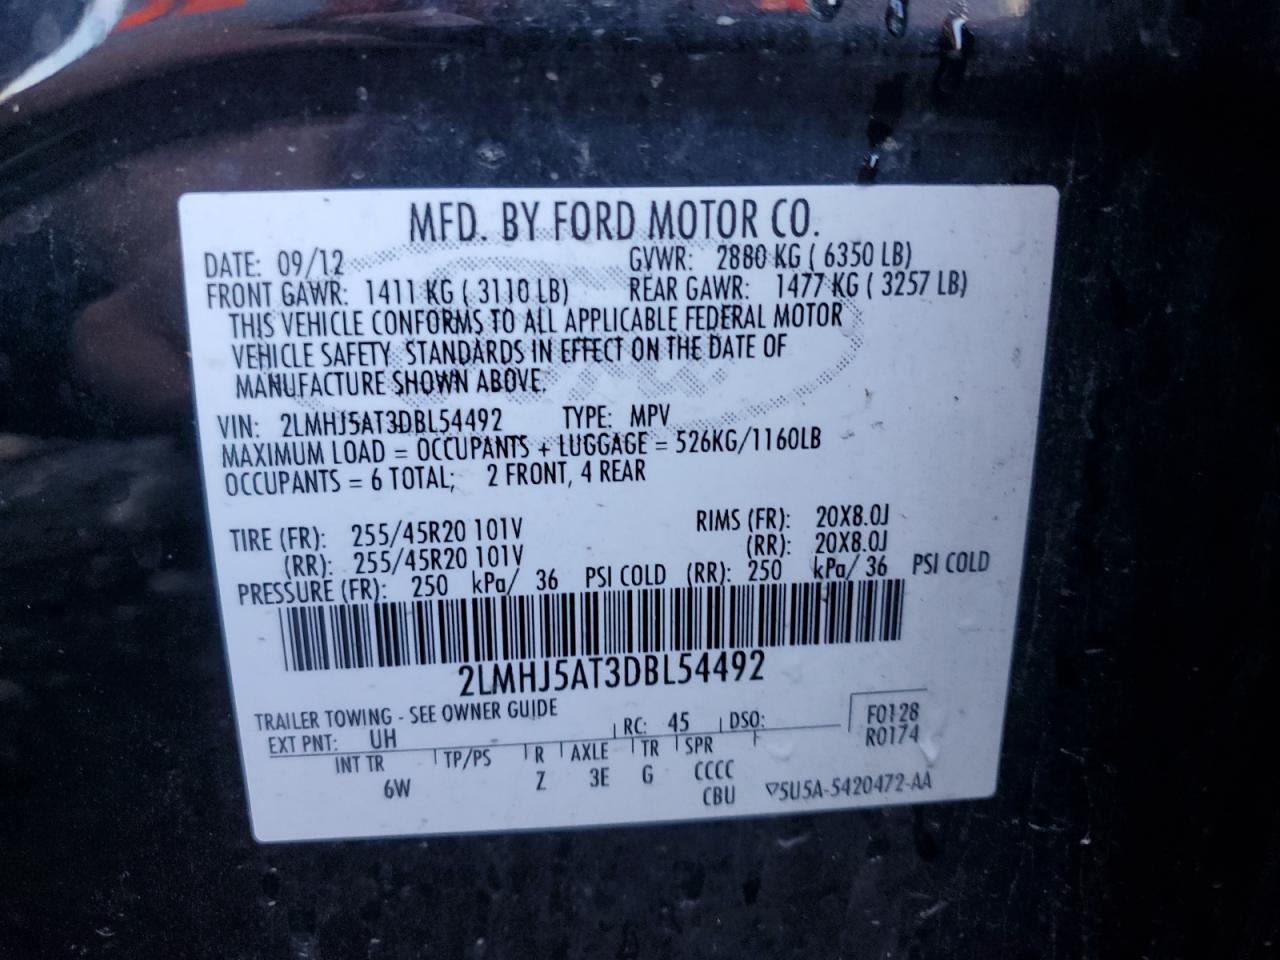 MFD. BY FORD MOTOR CO.
DATE: 09/12 GVWR: 2880 KG ( 6350 LB)
FRONT GAWR: 1411 KG ( 3110 LB) REAR GAWR: 1477 KG ( 3257 LB)
THIS VEHICLE CONFORMS TO ALL APPLICABLE FEDERAL MOTOR
VEHICLE SAFETY STANDARDS IN EFFECT ON THE DATE OF
MANUFACTURE SHOWN ABOVE.
VIN: 2LMHJ5AT3DBL54492 TYPE: MPV
MAXIMUM LOAD = OCCUPANTS + LUGGAGE = 526KG/1160LB
OCCUPANTS = 6 TOTAL; 2 FRONT, 4 REAR
TIRE (FR): 255/45R20 101V RIMS (FR): 20X8.0J
(RR): 255/45R20 101V (RR): 20X8.0J
PRESSURE (FR): 250 kPa/ 36 PSI COLD (RR): 250 kPa/ 36 PSI COLD
2LMHJ5AT3DBL54492
TRAILER TOWING - SEE OWNER GUIDE
EXT PNT: UH RC: 45 DSO: F0128
R0174
INT TR TP/PS R AXLE TR SPR
6W Z 3E G CCCC
CBU ▽5U5A-5420472-AA